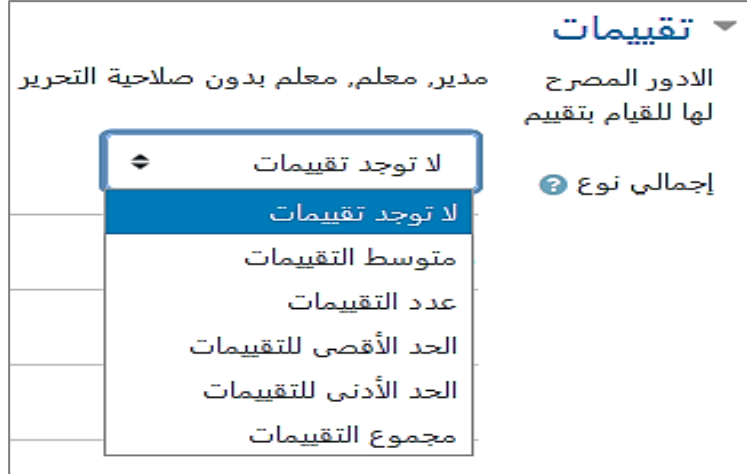 تقييمات
الادور المصرح
لها للقيام بتقييم
مدير, معلم, معلم بدون صلاحية التحرير
إجمالي نوع
لا توجد تقييمات
لا توجد تقييمات
متوسط التقييمات
عدد التقييمات
الحد الأقصى للتقييمات
الحد الأدنى للتقييمات
مجموع التقييمات